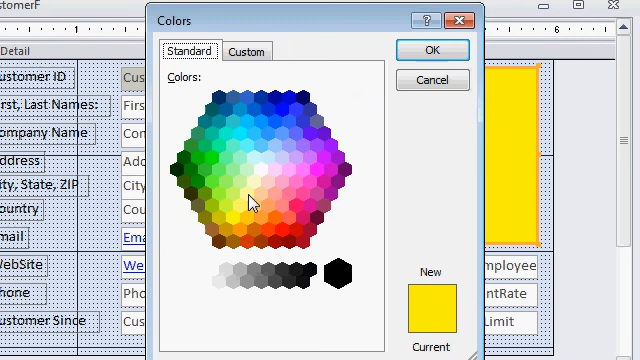 ustomerF
Colors
1
6
Detail
Standard
Custom
OK
Cancel
Colors:
ustomer ID
Cus
irst, Last Names:
Firs
ompany Name
Con
ddress
Add
ity, State, ZIP
City
ountry
Cou
mail
Ema
WebSite
We
mployee
hone
Pho
ntRate
ustomer Since
Cus
Limit
New
Current